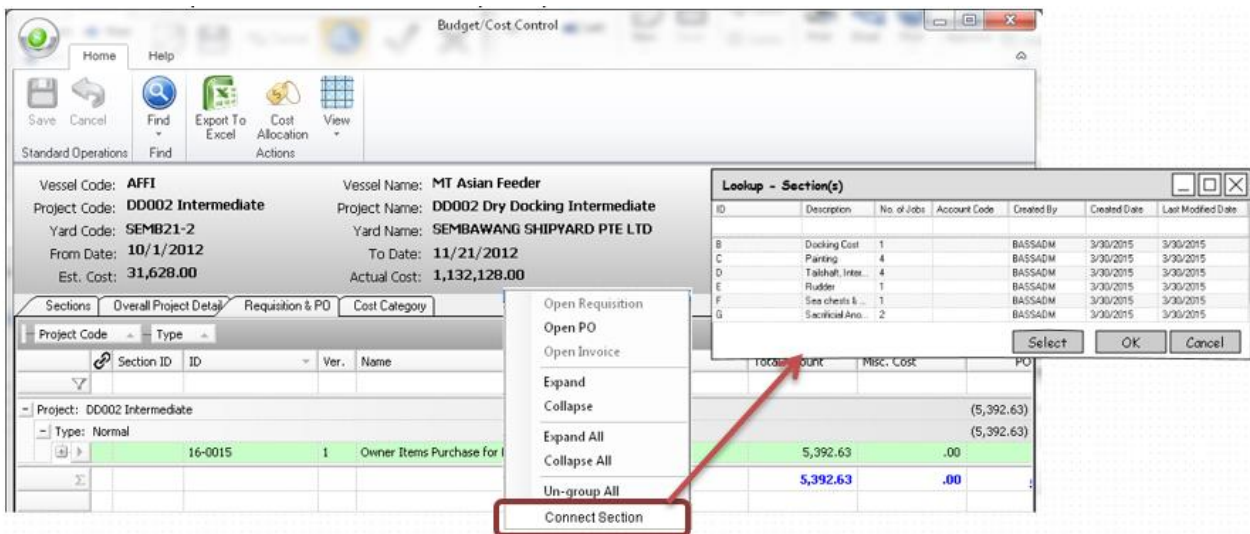 Budget/Cost Control
Home Help
Save Cancel Find Export To Excel Cost Allocation View
Standard Operations Find Actions
Vessel Code: AFFI Vessel Name: MT Asian Feeder
Project Code: DD002 Intermediate Project Name: DD002 Dry Docking Intermediate
Yard Code: SEMB21-2 Yard Name: SEMBAWANG SHIPYARD PTE LTD
From Date: 10/1/2012 To Date: 11/21/2012
Est. Cost: 31,628.00 Actual Cost: 1,132,128.00
Sections Overall Project Detail Requisition & PO Cost Category
Project Code Type
Section ID ID Ver. Name Misc. Cost PO
Project: DD002 Intermediate (5,392.63)
Type: Normal (5,392.63)
16-0015 1 Owner Items Purchase for 5,392.63 .00
Σ 5,392.63 .00
Open Requisition
Open PO
Open Invoice
Expand
Collapse
Expand All
Collapse All
Un-group All
Connect Section
Lookup - Section(s)
ID Description No. of Jobs Account Code Created By Created Date Last Modified Date
B Docking Cost 1 BASSADM 3/30/2015 3/30/2015
C Painting 4 BASSADM 3/30/2015 3/30/2015
D Tailshaft, Inter... 4 BASSADM 3/30/2015 3/30/2015
E Rudder 1 BASSADM 3/30/2015 3/30/2015
F Sea chests & ... 1 BASSADM 3/30/2015 3/30/2015
G Sacrificial Ano... 2 BASSADM 3/30/2015 3/30/2015
Select OK Cancel